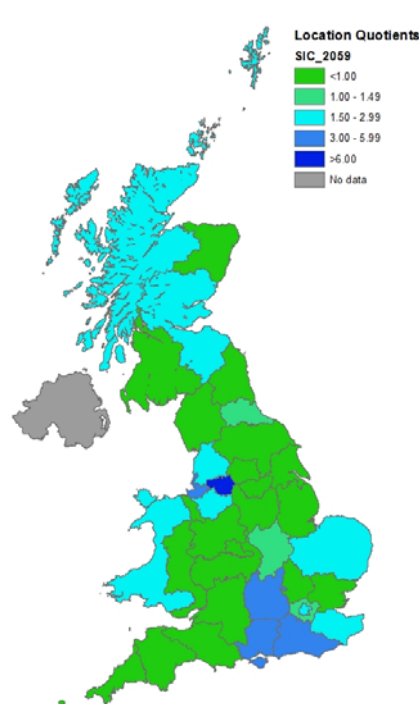 Location Quotients
SIC_2059
<1.00
1.00 - 1.49
1.50 - 2.99
3.00 - 5.99
>6.00
No data